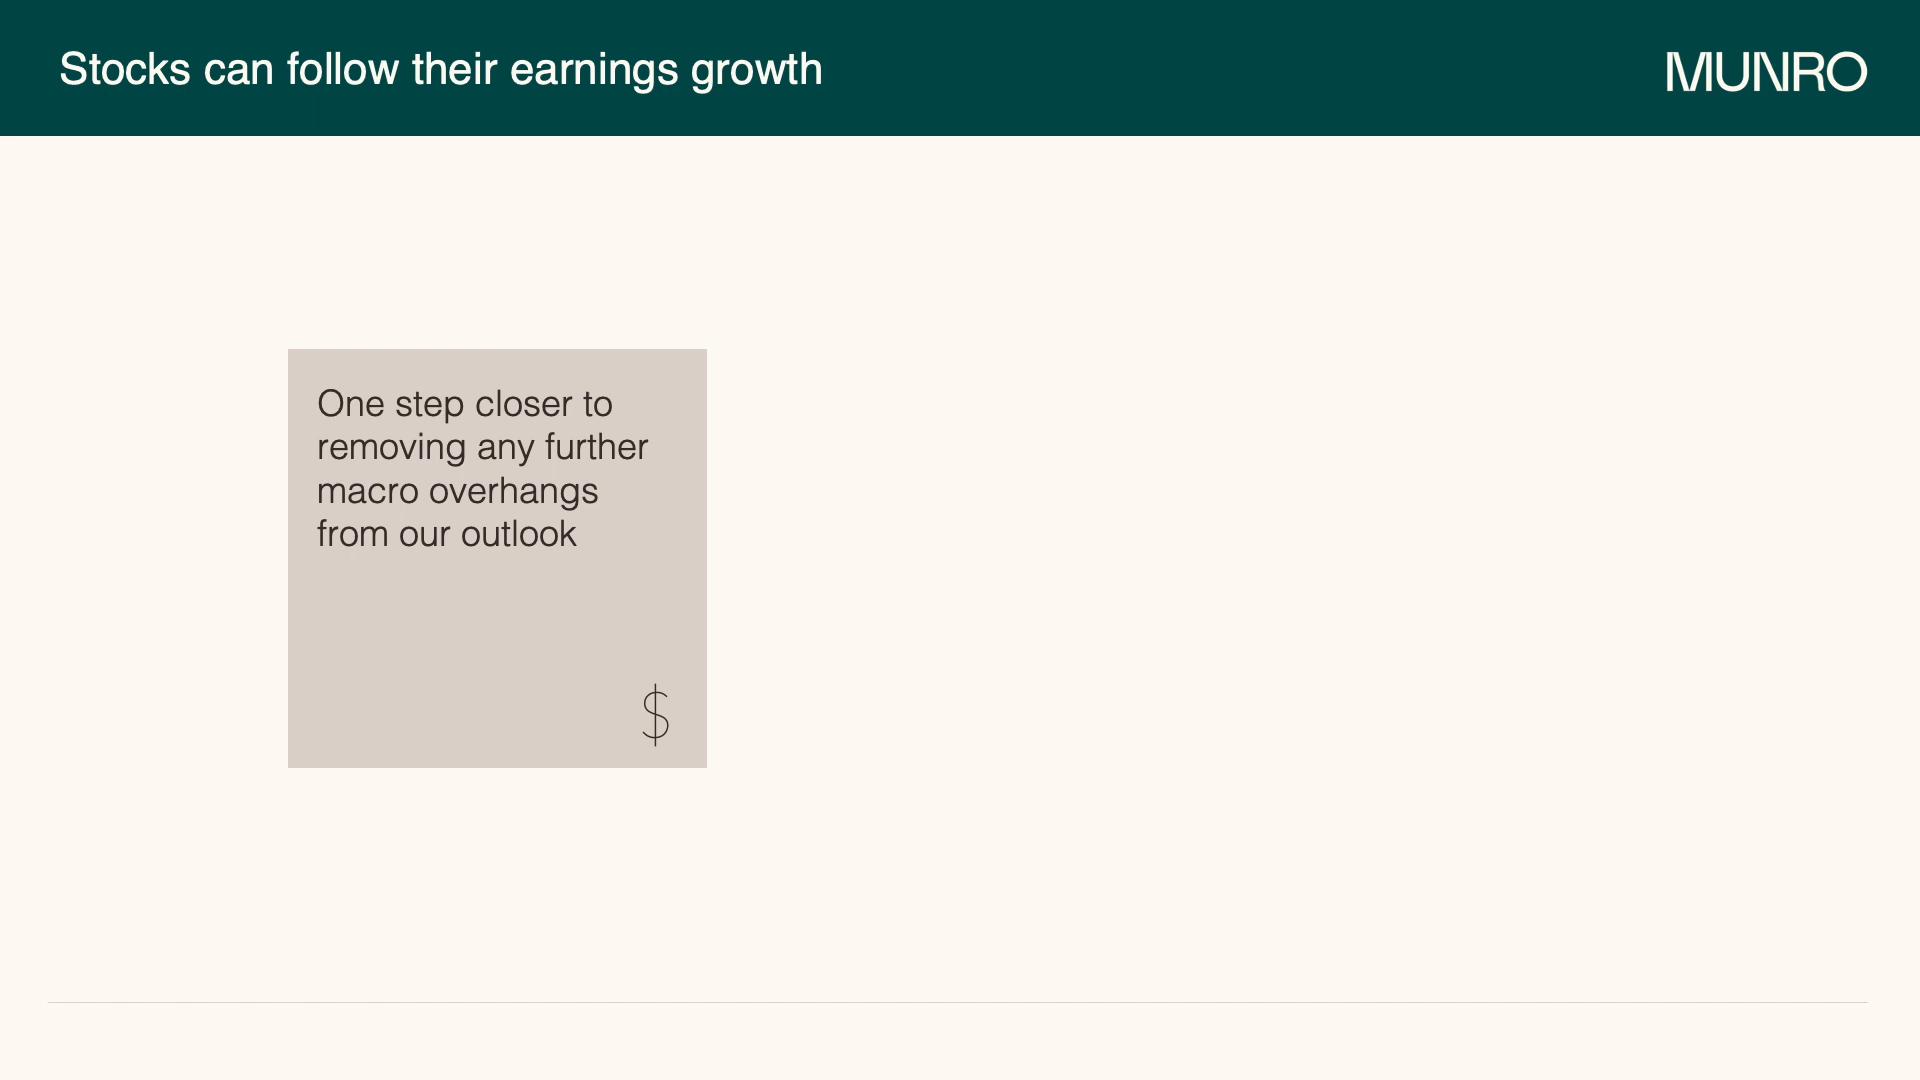 Stocks can follow their earnings growth
MUNRO
One step closer to
removing any further
macro overhangs
from our outlook
$